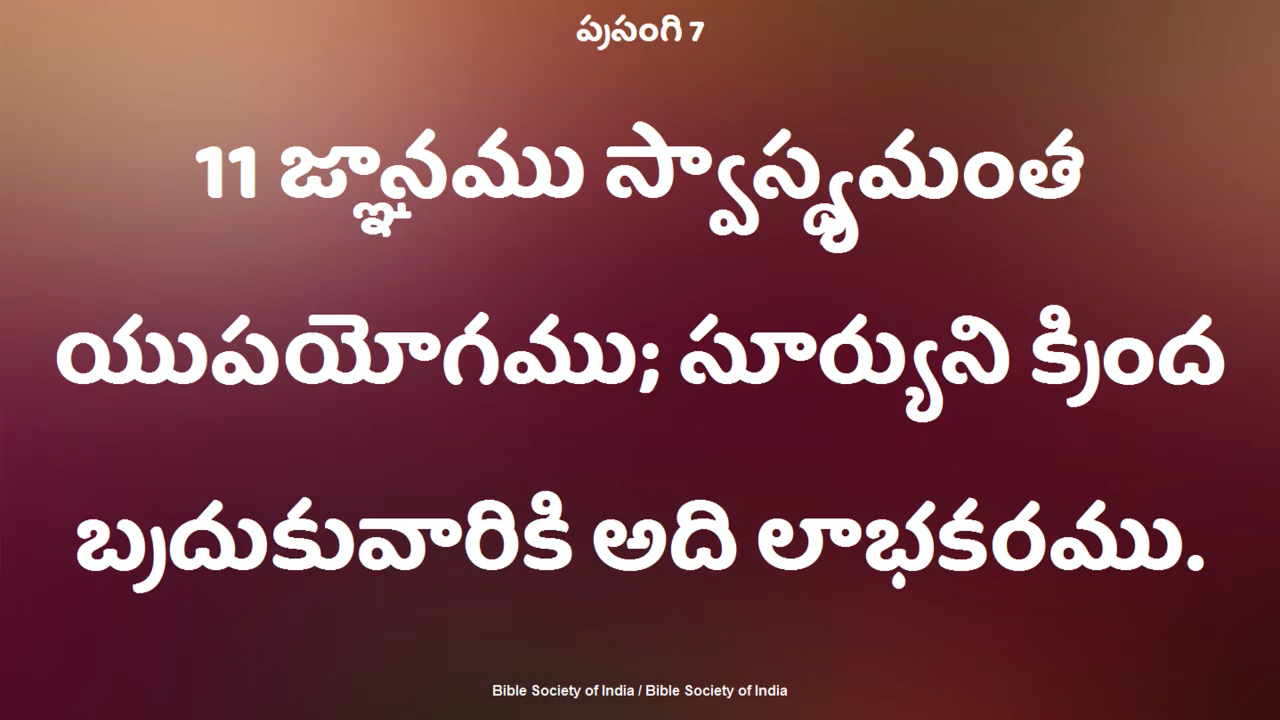 ప్రసంగి 7
11 జ్ఞానము స్వాస్థ్యమంత
యుపయోగము; సూర్యుని క్రింద
బ్రదుకువారికి అది లాభకరము.
Bible Society of India / Bible Society of India